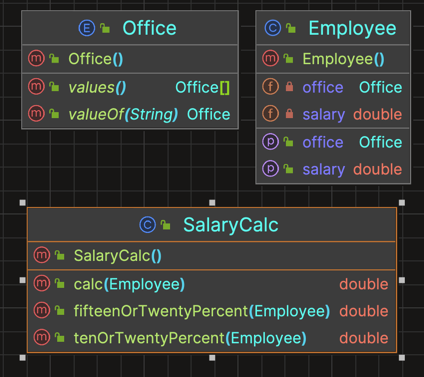 E Office
m Office()
m values() Office[]
m valueOf(String) Office
C Employee
m Employee()
f office Office
f salary double
p office Office
p salary double
C SalaryCalc
m SalaryCalc()
m calc(Employee) double
m fifteenOrTwentyPercent(Employee) double
m tenOrTwentyPercent(Employee) double